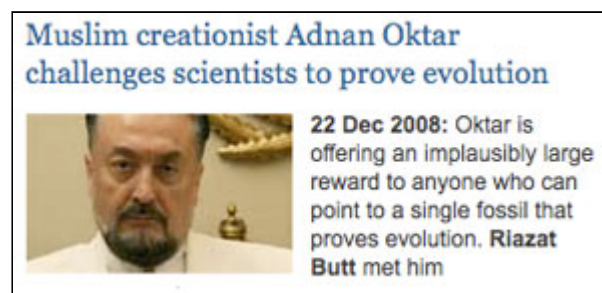 Muslim creationist Adnan Oktar
challenges scientists to prove evolution
22 Dec 2008: Oktar is
offering an implausibly large
reward to anyone who can
point to a single fossil that
proves evolution. Riazat
Butt met him